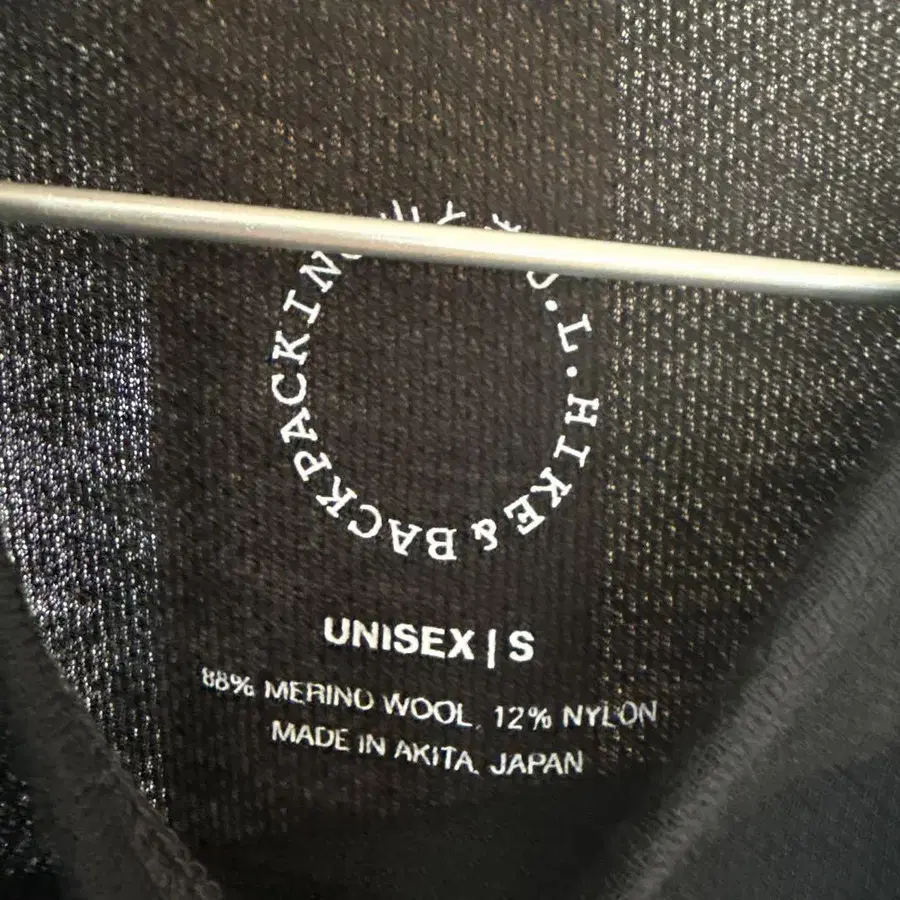 L·HIKE&BACKPACKING
UNISEX | S
88% MERINO WOOL, 12% NYLON
MADE IN AKITA, JAPAN